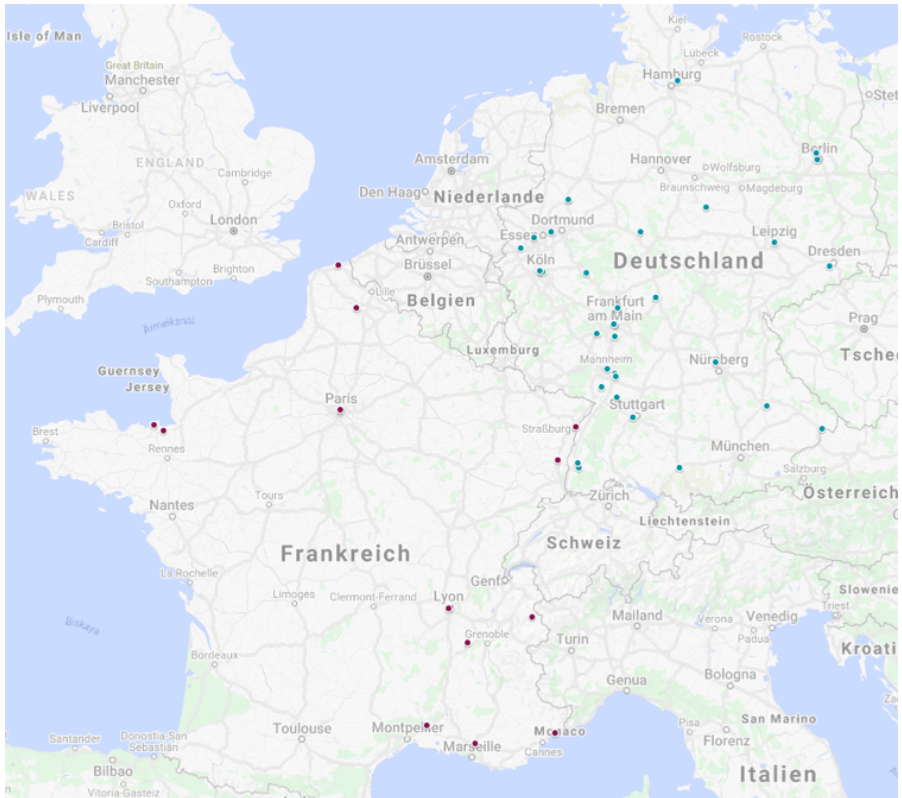 Isle of Man
Kiel
Rostock
Lübeck
Hamburg
Stet
Great Britain
Manchester
Liverpool
Bremen
ENGLAND
Cambridge
WALES
Oxford
London
Bristol
Cardiff
Southampton
Brighton
Plymouth
Amsterdam
Den Haag
Niederlande
Hannover
Wolfsburg
Braunschweig
Magdeburg
Berlin
Dortmund
Essen
Antwerpen
Brüssel
Lille
Belgien
Köln
Deutschland
Leipzig
Dresden
Ärmelkanal
Frankfurt
am Main
Prag
Tschec
Luxemburg
Mannheim
Nürnberg
Guernsey
Jersey
Paris
Straßburg
Stuttgart
Brest
Rennes
München
Salzburg
Zürich
Österreich
Liechtenstein
Nantes
Tours
Schweiz
Frankreich
Genf
La Rochelle
Limoges
Clermont-Ferrand
Lyon
Slowenie
Biskaya
Grenoble
Mailand
Verona
Venedig
Triest
Turin
Padua
Kroati
Bordeaux
Bologna
Genua
Toulouse
Montpellier
Monaco
Cannes
Marseille
Pisa
San Marino
Florenz
Za
Santander
Donostia-San
Sebastián
Bilbao
Vitoria-Gasteiz
Italien